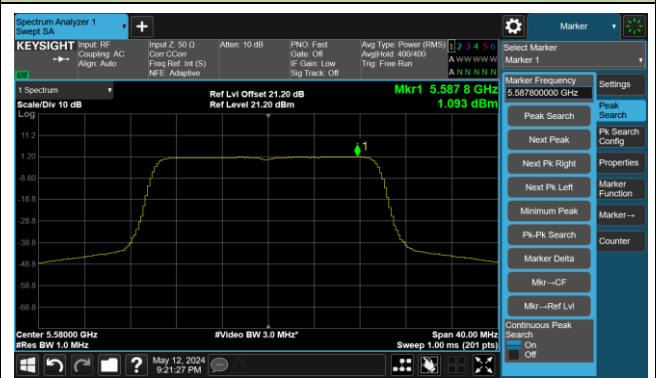 Spectrum Analyzer 1
Swept SA
Marker
KEYSIGHT
Input: RF
Coupling: AC
Align: Auto
Input Z: 50 Ω
Corr CCorr
Freq Ref: Int (S)
NFE: Adaptive
Atten: 10 dB
PNO: Fast
Gate: Off
IF Gain: Low
Sig Track: Off
Avg Type: Power (RMS)
Avg|Hold: 400/400
Trig: Free Run
1 2 3 4 5 6
A W W W W W
A N N N N N
LXI
Select Marker
Marker 1
1 Spectrum
Scale/Div 10 dB
Log
Ref Lvl Offset 21.20 dB
Ref Level 21.20 dBm
Mkr1 5.587 8 GHz
1.093 dBm
11.2
1.20
-8.80
-18.8
-28.8
-38.8
-48.8
-58.8
-68.8
1
Center 5.58000 GHz
#Res BW 1.0 MHz
#Video BW 3.0 MHz*
Span 40.00 MHz
Sweep 1.00 ms (201 pts)
Marker Frequency
5.587800000 GHz
Peak Search
Next Peak
Next Pk Right
Next Pk Left
Minimum Peak
Pk-Pk Search
Marker Delta
Mkr→CF
Mkr→Ref Lvl
Continuous Peak
Search
On
Off
Settings
Peak
Search
Pk Search
Config
Properties
Marker
Function
Marker→
Counter
?
May 12, 2024
9:21:27 PM